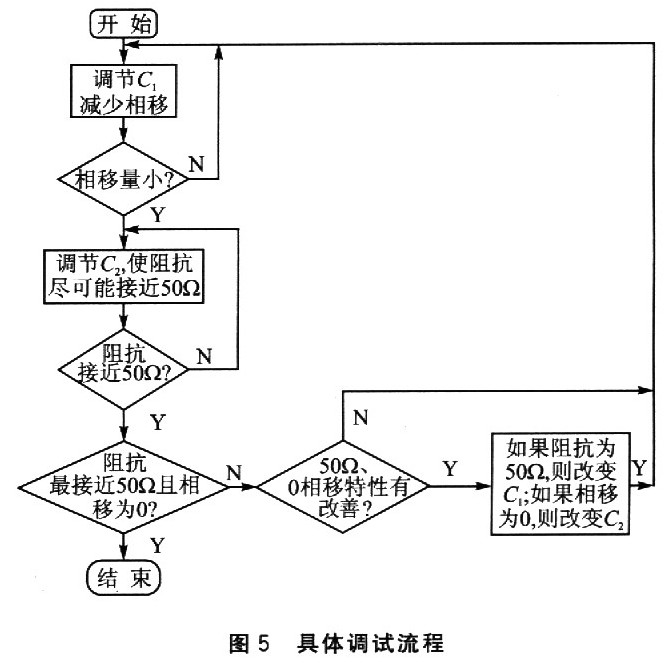 开 始
调节C₁
减少相移
N
相移量小?
Y
调节C₂,使阻抗
尽可能接近50Ω
阻抗
接近50Ω?
N
Y
阻抗
最接近50Ω且相
移为0?
N
Y
50Ω、
0相移特性有
改善?
N
Y
如果阻抗为
50Ω,则改变
C₁;如果相移
为0,则改变C₂
Y
结 束
图 5 具体调试流程